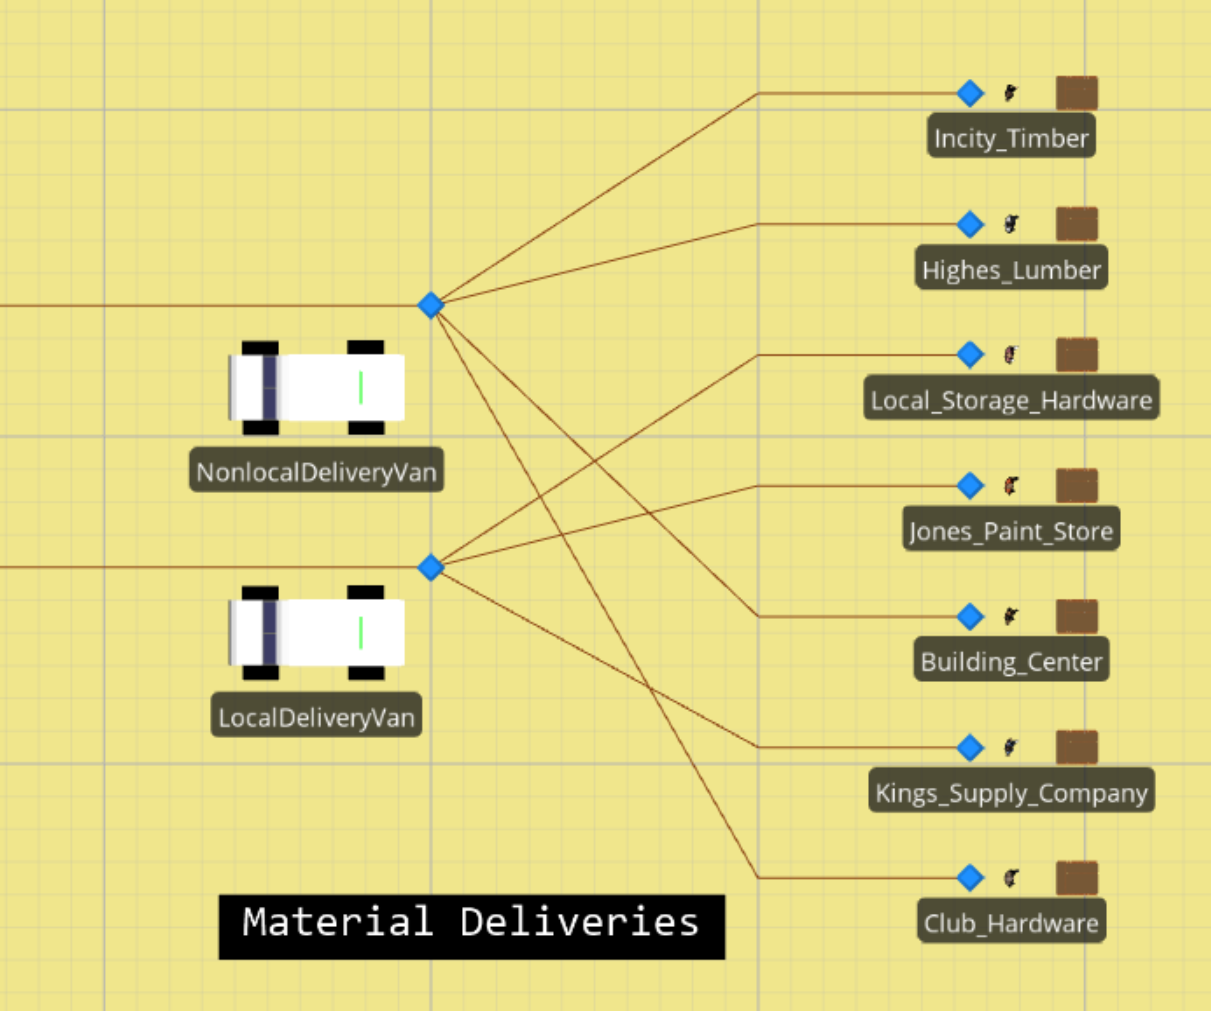 Incity_Timber
Highes_Lumber
Local_Storage_Hardware
NonlocalDeliveryVan
Jones_Paint_Store
Building_Center
LocalDeliveryVan
Kings_Supply_Company
Material Deliveries
Club_Hardware